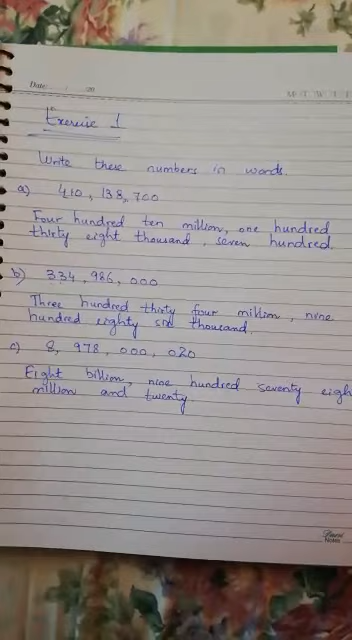 Date: 20
M T W T F
Exercise 1
Write these numbers in words.
a) 410, 138, 700
Four hundred ten million, one hundred
thirty eight thousand, seven hundred.
b) 334, 986, 000
Three hundred thirty four million, nine
hundred eighty six thousand.
c) 8, 978, 000, 020
Eight billion, nine hundred seventy eigh
million and twenty
Notes